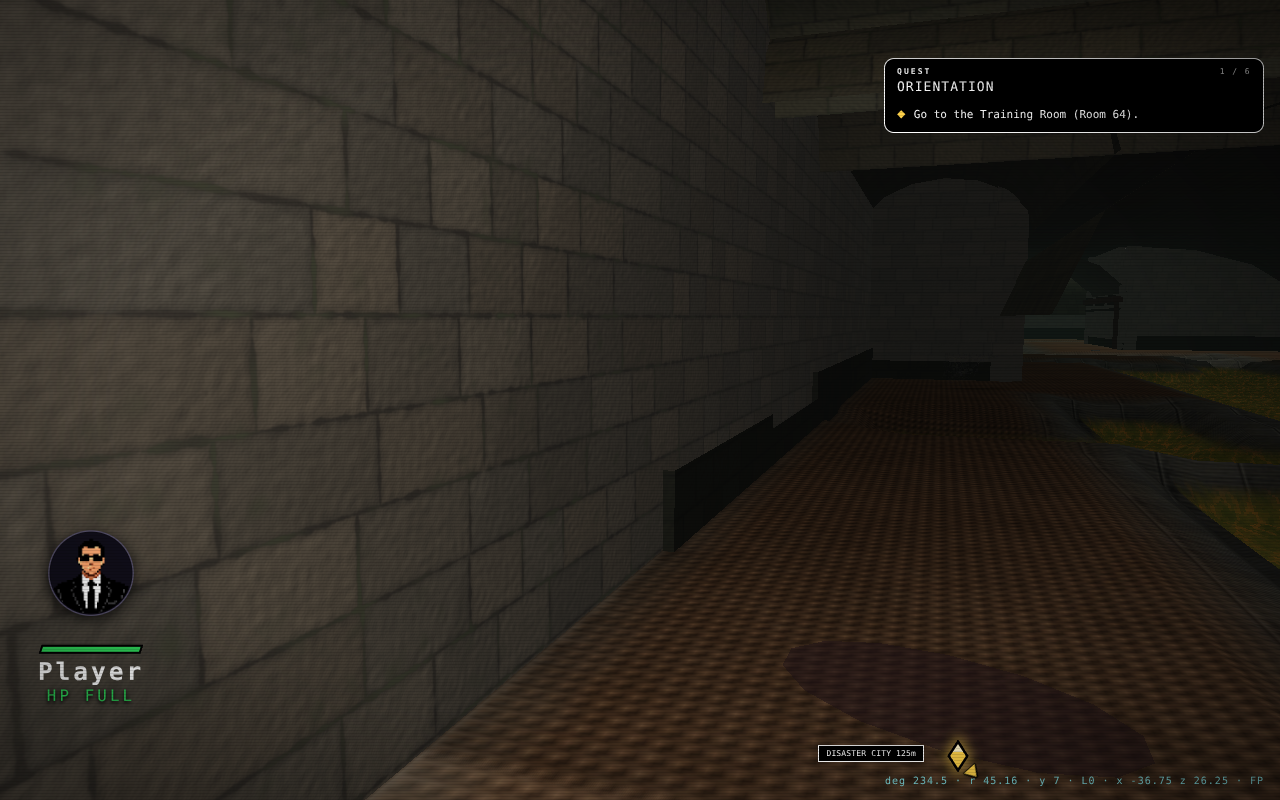 QUEST 1 / 6
ORIENTATION
◆ Go to the Training Room (Room 64).
Player
HP FULL
DISASTER CITY 125m
deg 234.5 · r 45.16 · y 7 · L0 · x -36.75 z 26.25 · FP